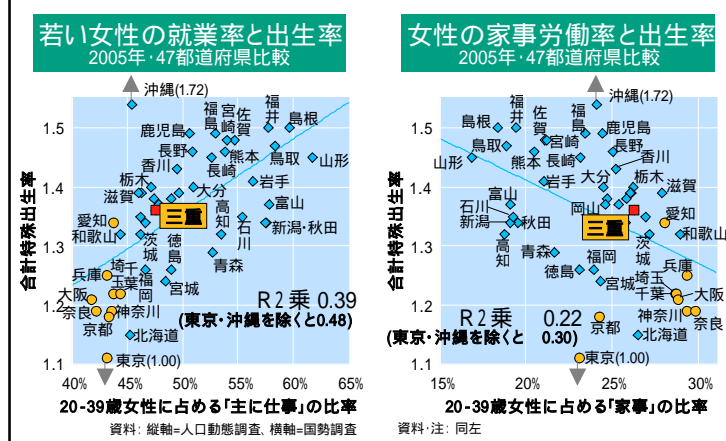 若い女性の就業率と出生率
2005年・47都道府県比較
合計特殊出生率
1.5
1.4
1.3
1.2
1.1
沖縄(1.72)
鹿児島
福島
宮崎
佐賀
福井
島根
長野
香川
長崎
熊本
鳥取
山形
栃木
滋賀
大分
岩手
愛知
三重
高知
富山
和歌山
茨城
徳島
石川
新潟・秋田
青森
兵庫
埼玉
千葉
福岡
宮城
大阪
奈良
神奈川
京都
北海道
東京(1.00)
R2乗 0.39
(東京・沖縄を除くと0.48)
40%
45%
50%
55%
60%
65%
20-39歳女性に占める「主に仕事」の比率
資料: 縦軸=人口動態調査、横軸=国勢調査
女性の家事労働率と出生率
2005年・47都道府県比較
合計特殊出生率
1.5
1.4
1.3
1.2
1.1
沖縄(1.72)
島根
福井
佐賀
宮崎
福島
鹿児島
山形
鳥取
熊本
長崎
長野
香川
岩手
大分
栃木
滋賀
富山
石川
新潟
秋田
岡山
三重
愛知
高知
茨城
和歌山
青森
徳島
福岡
兵庫
宮城
埼玉
千葉
大阪
神奈川
奈良
京都
北海道
東京(1.00)
R2乗 0.22
(東京・沖縄を除くと 0.30)
15%
20%
25%
30%
20-39歳女性に占める「家事」の比率
資料・注: 同左